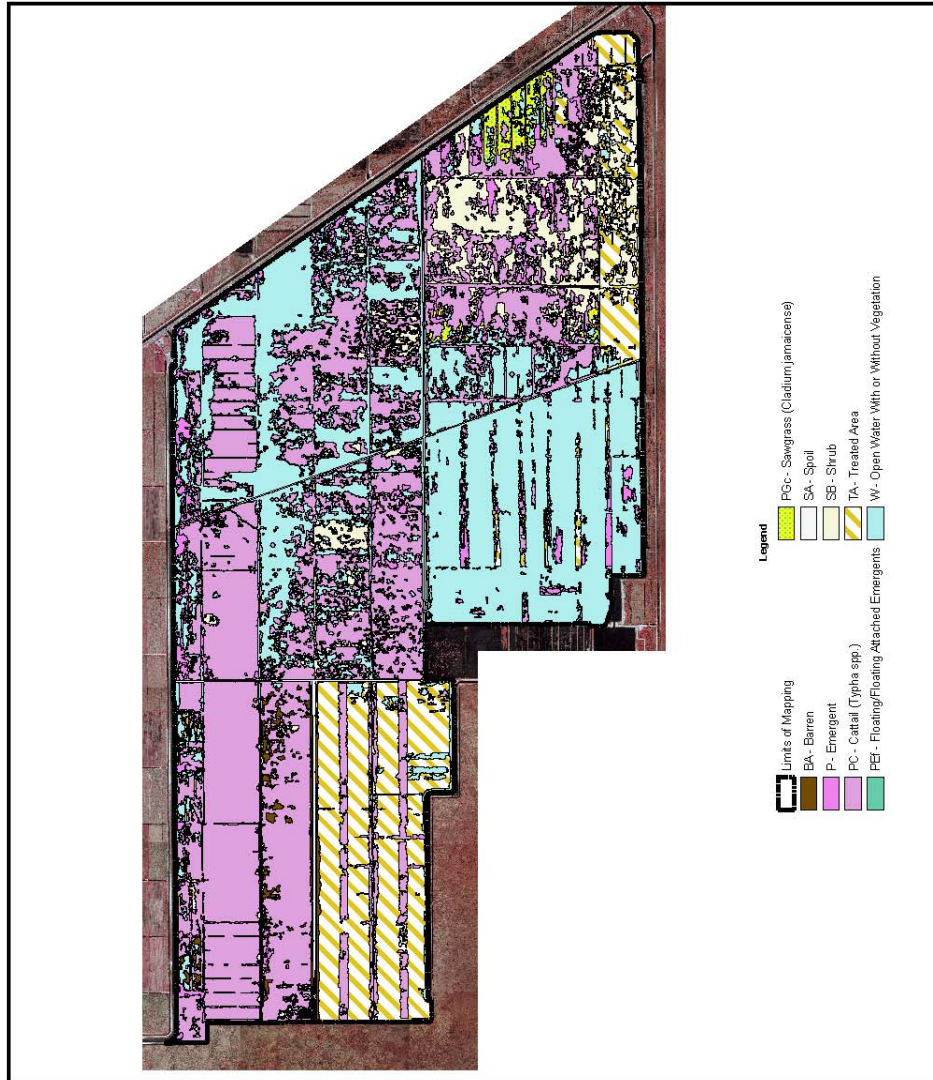 Legend
Limits of Mapping
BA - Barren
P - Emergent
PC - Cattail (Typha spp.)
PEf - Floating/Floating Attached Emergents
PGc - Sawgrass (Cladium jamaicense)
SA - Spoil
SB - Shrub
TA - Treated Area
W - Open Water With or Without Vegetation